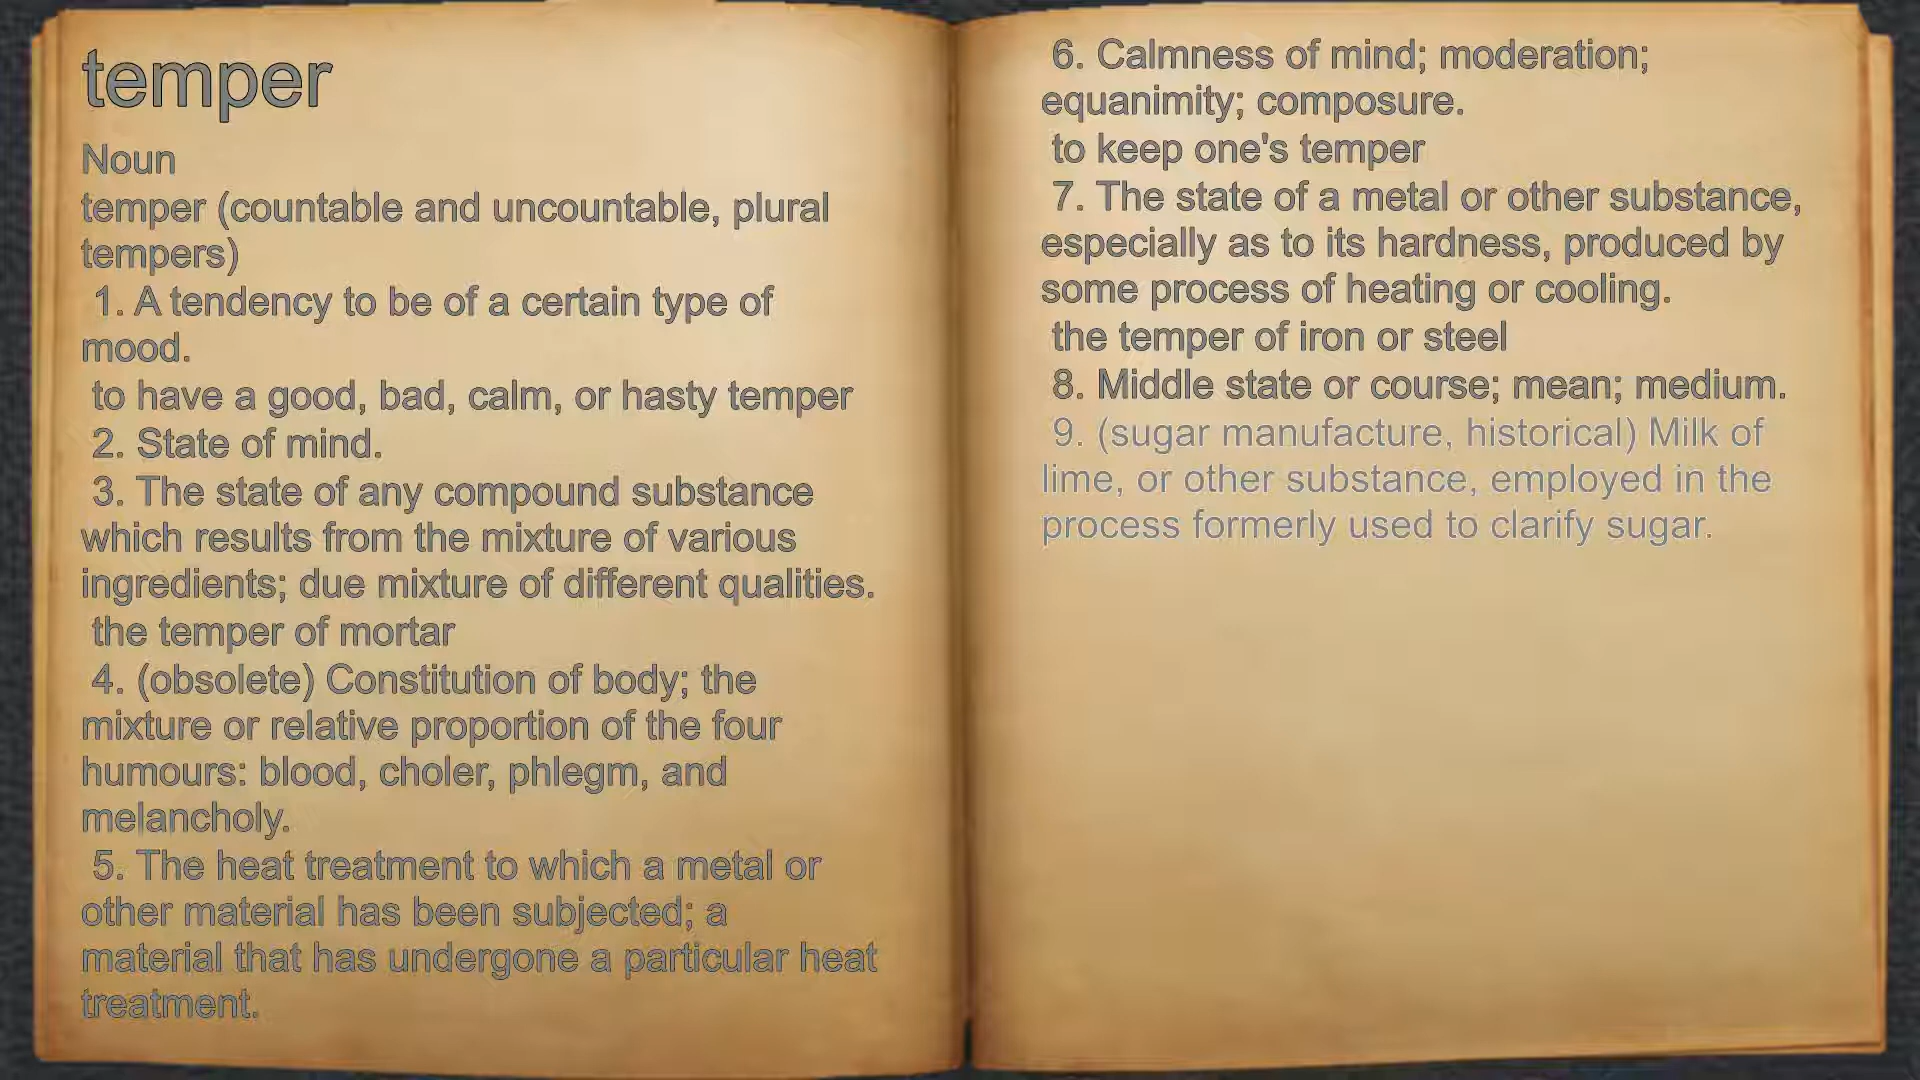 temper
Noun
temper (countable and uncountable, plural
tempers)
1. A tendency to be of a certain type of
mood.
to have a good, bad, calm, or hasty temper
2. State of mind.
3. The state of any compound substance
which results from the mixture of various
ingredients; due mixture of different qualities.
the temper of mortar
4. (obsolete) Constitution of body; the
mixture or relative proportion of the four
humours: blood, choler, phlegm, and
melancholy.
5. The heat treatment to which a metal or
other material has been subjected; a
material that has undergone a particular heat
treatment.
6. Calmness of mind; moderation;
equanimity; composure.
to keep one's temper
7. The state of a metal or other substance,
especially as to its hardness, produced by
some process of heating or cooling.
the temper of iron or steel
8. Middle state or course; mean; medium.
9. (sugar manufacture, historical) Milk of
lime, or other substance, employed in the
process formerly used to clarify sugar.